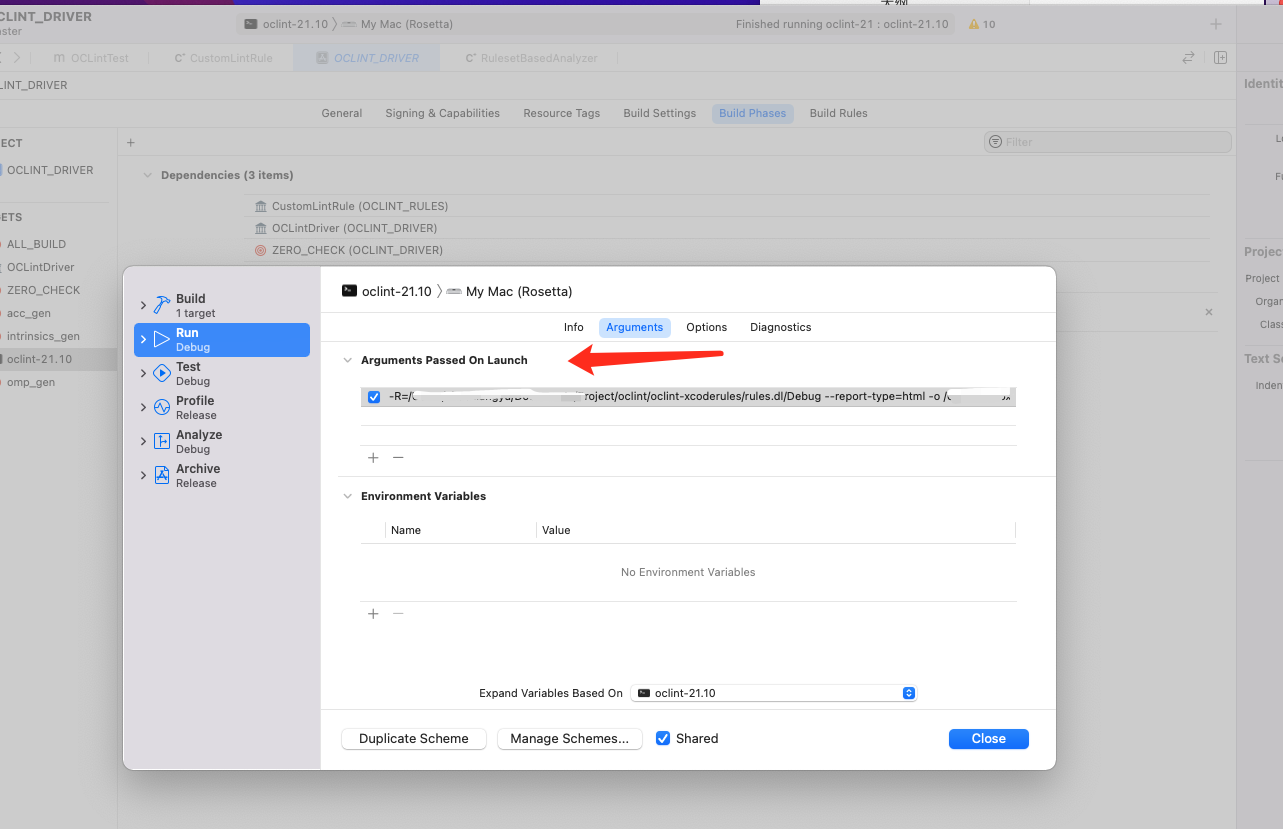 CLINT_DRIVER
oclint-21.10 My Mac (Rosetta)
Finished running oclint-21 : oclint-21.10
10
OCLintTest
CustomLintRule
OCLINT_DRIVER
RulesetBasedAnalyzer
LINT_DRIVER
General
Signing & Capabilities
Resource Tags
Build Settings
Build Phases
Build Rules
Identit
ECT
Filter
OCLINT_DRIVER
Dependencies (3 items)
CustomLintRule (OCLINT_RULES)
OCLintDriver (OCLINT_DRIVER)
ZERO_CHECK (OCLINT_DRIVER)
ETS
ALL_BUILD
OCLintDriver
ZERO_CHECK
acc_gen
intrinsics_gen
oclint-21.10
omp_gen
Projec
Project
Organ
Class
Text Se
Inden
Build
1 target
Run
Debug
Test
Debug
Profile
Release
Analyze
Debug
Archive
Release
oclint-21.10 My Mac (Rosetta)
Info
Arguments
Options
Diagnostics
Arguments Passed On Launch
-R=/ roject/oclint/oclint-xcoderules/rules.dl/Debug --report-type=html -o /
Environment Variables
Name
Value
No Environment Variables
Expand Variables Based On
oclint-21.10
Duplicate Scheme
Manage Schemes...
Shared
Close